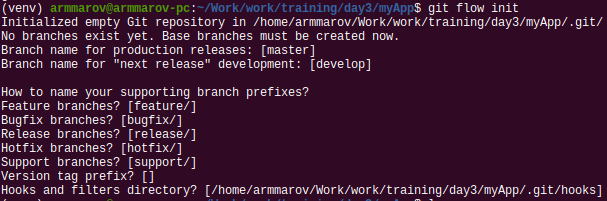 (venv) armmarov@armmarov-pc:~/Work/work/training/day3/myApp$ git flow init
Initialized empty Git repository in /home/armmarov/Work/work/training/day3/myApp/.git/
No branches exist yet. Base branches must be created now.
Branch name for production releases: [master]
Branch name for "next release" development: [develop]
How to name your supporting branch prefixes?
Feature branches? [feature/]
Bugfix branches? [bugfix/]
Release branches? [release/]
Hotfix branches? [hotfix/]
Support branches? [support/]
Version tag prefix? []
Hooks and filters directory? [/home/armmarov/Work/work/training/day3/myApp/.git/hooks]